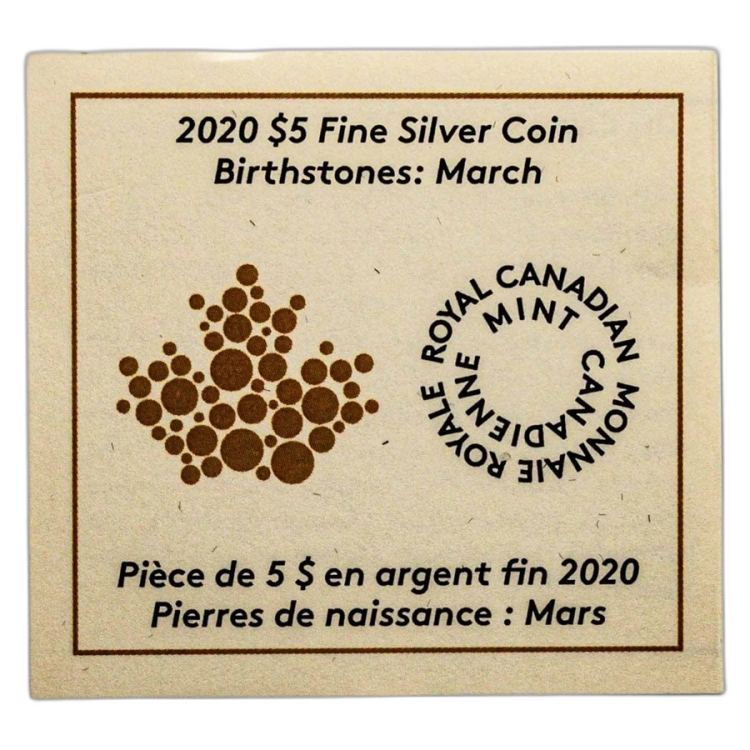 2020 $5 Fine Silver Coin
Birthstones: March
ROYAL CANADIAN MINT
MONNAIE ROYALE CANADIENNE
Pièce de 5 $ en argent fin 2020
Pierres de naissance : Mars